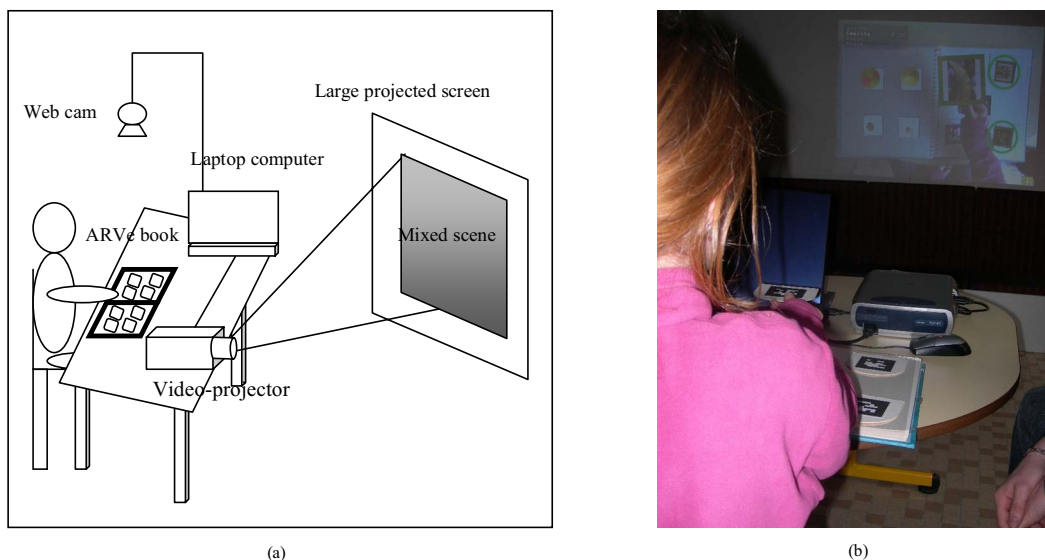 Web cam
Large projected screen
Laptop computer
ARVe book
Mixed scene
Video-projector
(a)
(b)